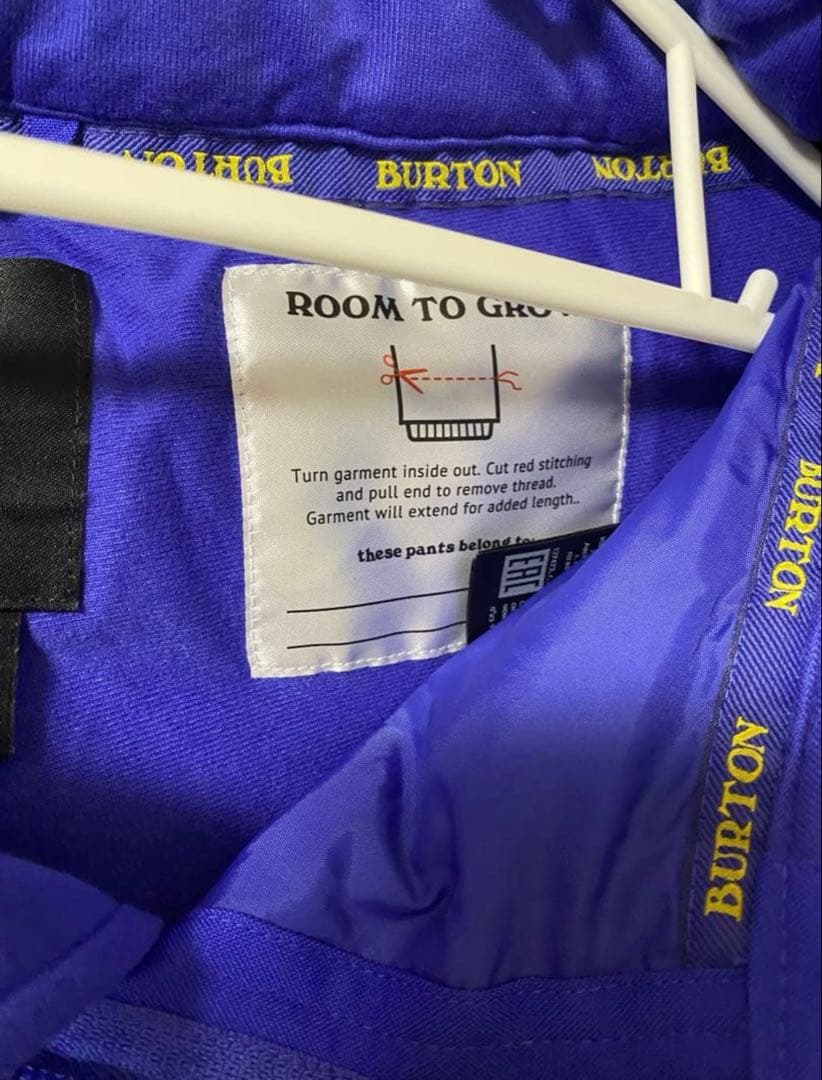 BURTON
BURTON
BURTON
ROOM TO
Turn garment inside out. Cut red stitching
and pull end to remove thread.
Garment will extend for added length..
these pants belong to:
BURTON
BURTON